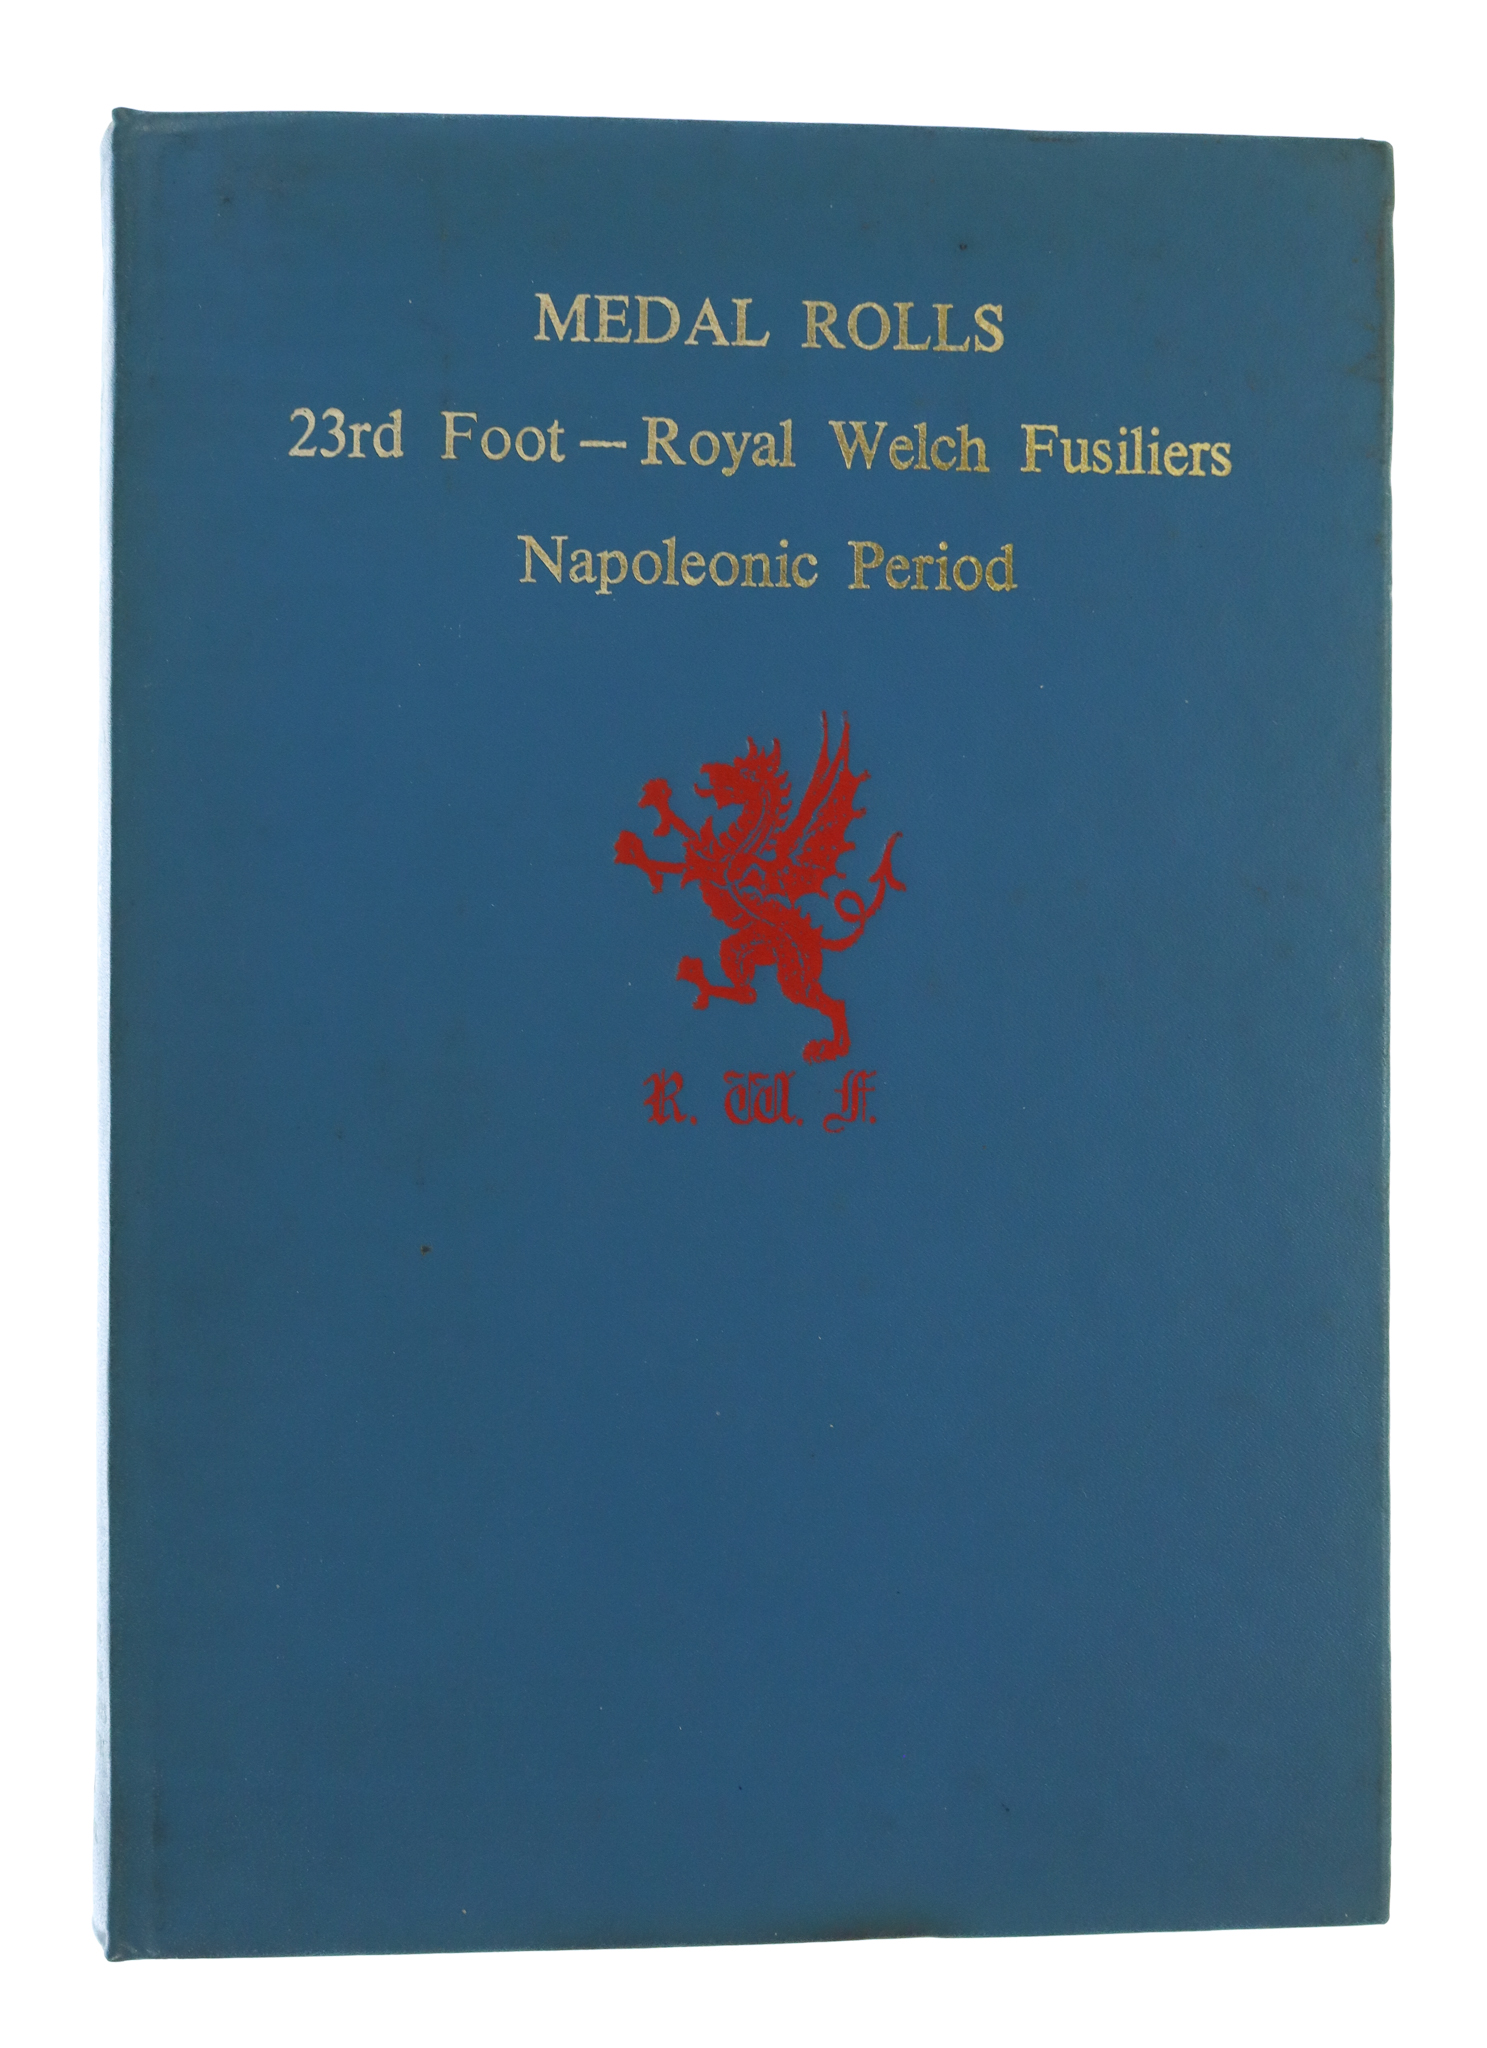 MEDAL ROLLS
23rd Foot — Royal Welch Fusiliers
Napoleonic Period
R. W. F.